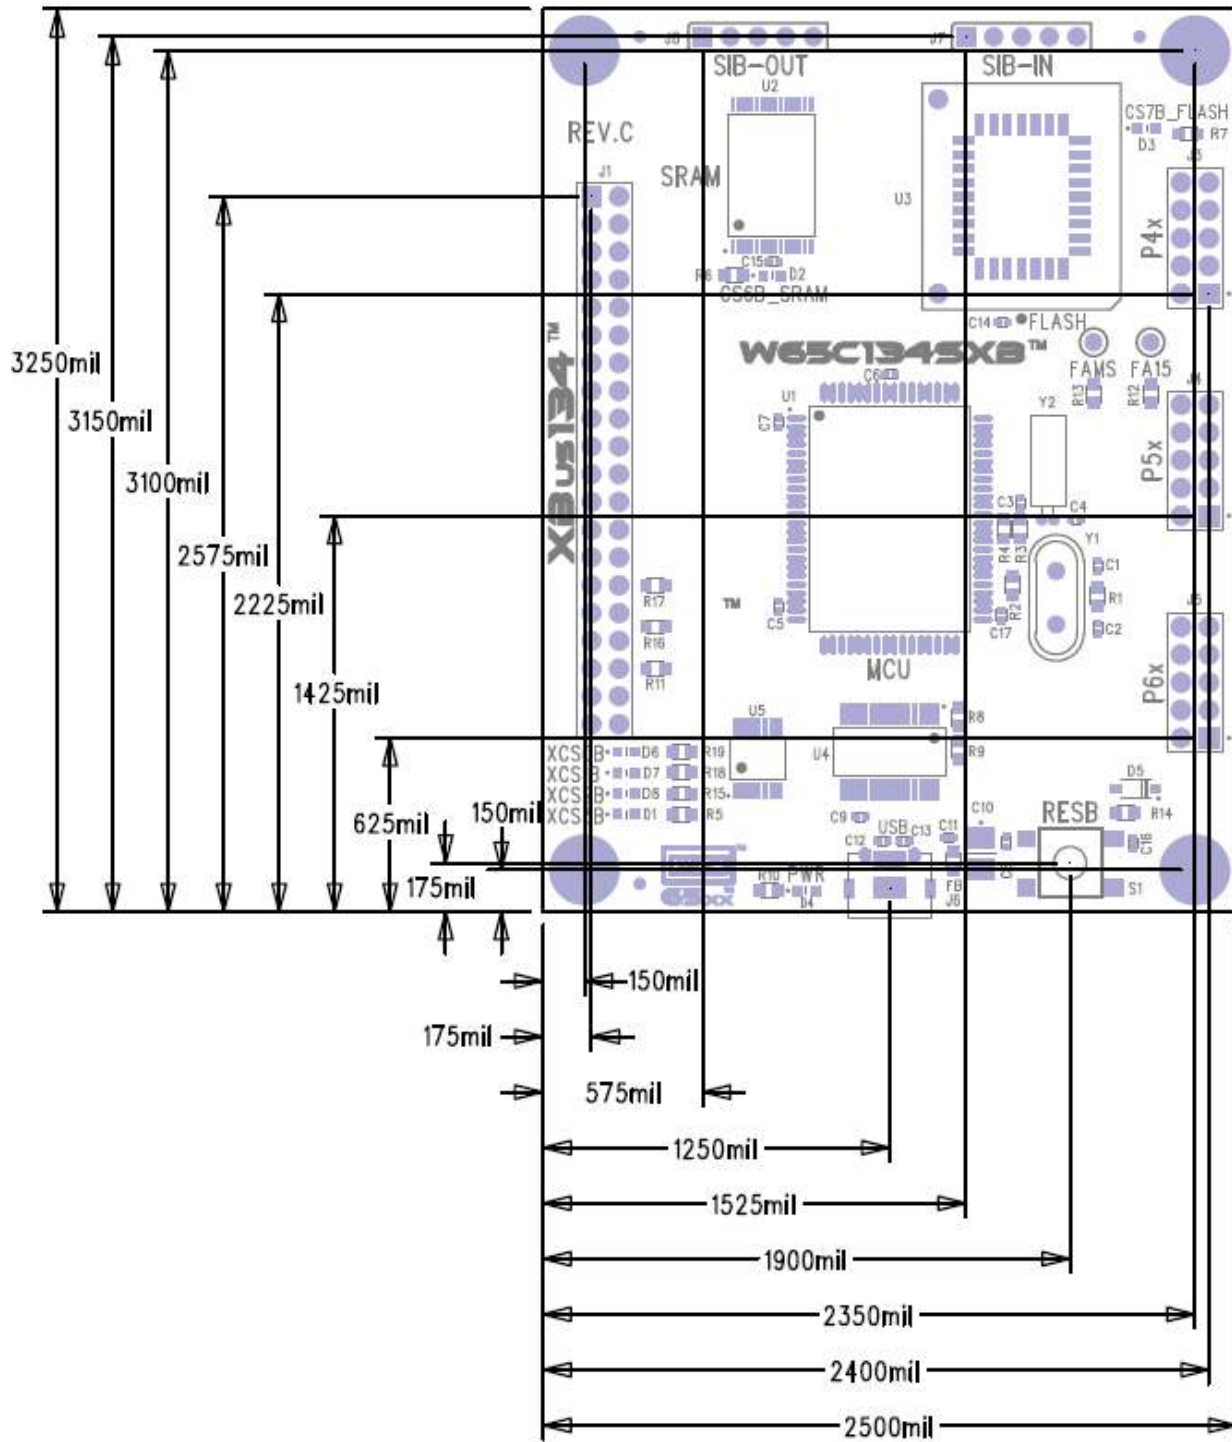 J8
J7
SIB-OUT
SIB-IN
U2
CS7B_FLASH
D3
R7
REV.C
J1
SRAM
U3
J3
P4x
C15
R6
D2
CS6B_SRAM
C14
FLASH
W65C134SXB™
FAMS
FA15
C6
R13
R12
J4
U1
Y2
C7
XBus134™
P5x
C3
C4
R4
R3
Y1
C1
R17
TM
C5
R2
R1
C17
C2
J5
R16
MCU
R11
P6x
U5
R8
XCS
B
D6
R19
U4
R9
XCS
B
D7
R18
XCS
B
D8
R15
D5
XCS
B
D1
R5
C9
USB
C10
RESB
R14
C12
C13
C11
C16
PWR
R10
D4
FB
J6
S1
65xx
3250mil
3150mil
3100mil
2575mil
2225mil
1425mil
625mil
150mil
175mil
150mil
175mil
575mil
1250mil
1525mil
1900mil
2350mil
2400mil
2500mil